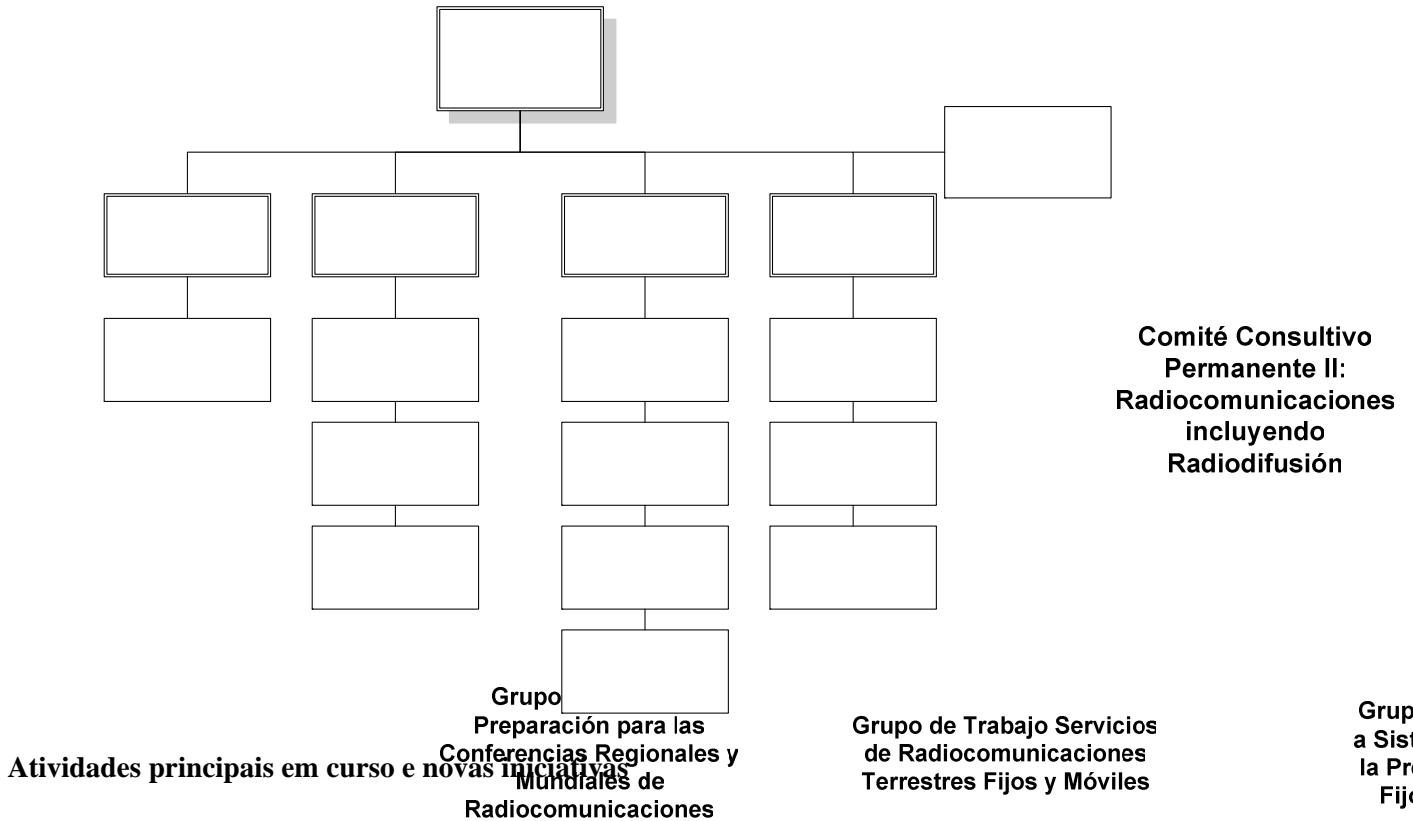 Comité Consultivo
Permanente II:
Radiocomunicaciones
incluyendo
Radiodifusión
Grupo
Preparación para las
Conferencias Regionales y
Mundiales de
Radiocomunicaciones
Grupo de Trabajo Servicios
de Radiocomunicaciones
Terrestres Fijos y Móviles
Grup
a Sist
la Pr
Fij
Atividades principais em curso e novas iniciativas